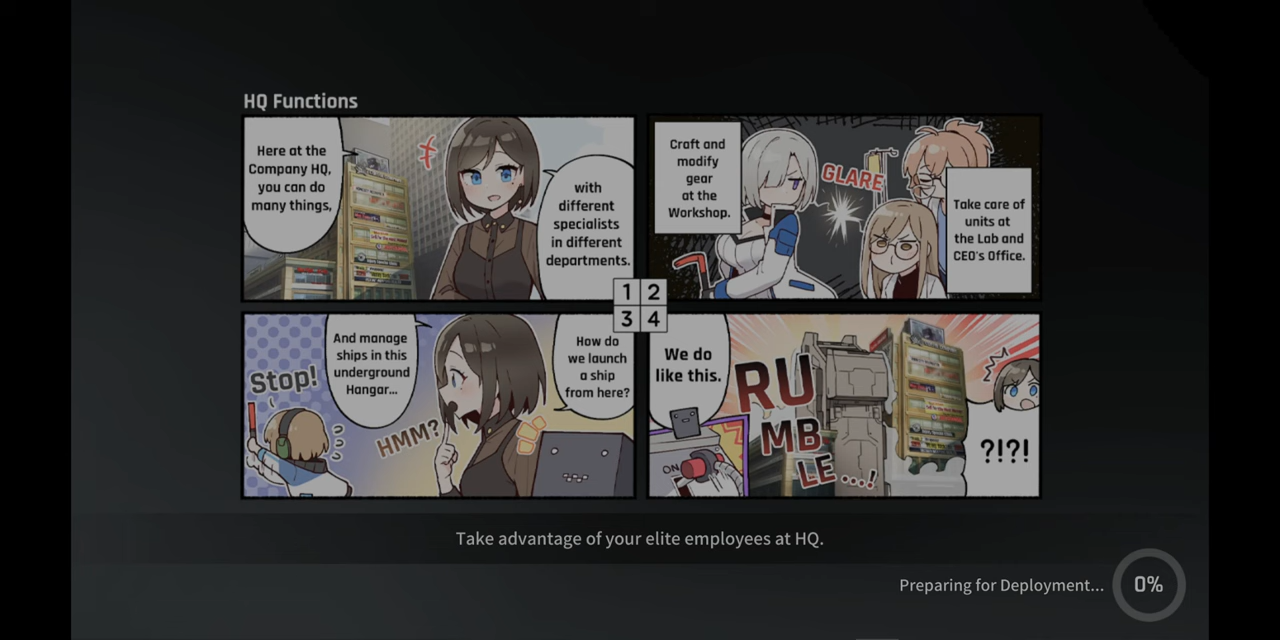 HQ Functions
Here at the
Company HQ,
you can do
many things,
with
different
specialists
in different
departments.
Craft and
modify
gear
at the
Workshop.
GLARE
Take care of
units at
the Lab and
CEO's Office.
1 2
3 4
Stop!
And manage
ships in this
underground
Hangar...
HMM?
How do
we launch
a ship
from here?
We do
like this.
ON
RU
MB
LE...!
?!?!
Take advantage of your elite employees at HQ.
Preparing for Deployment...
0%